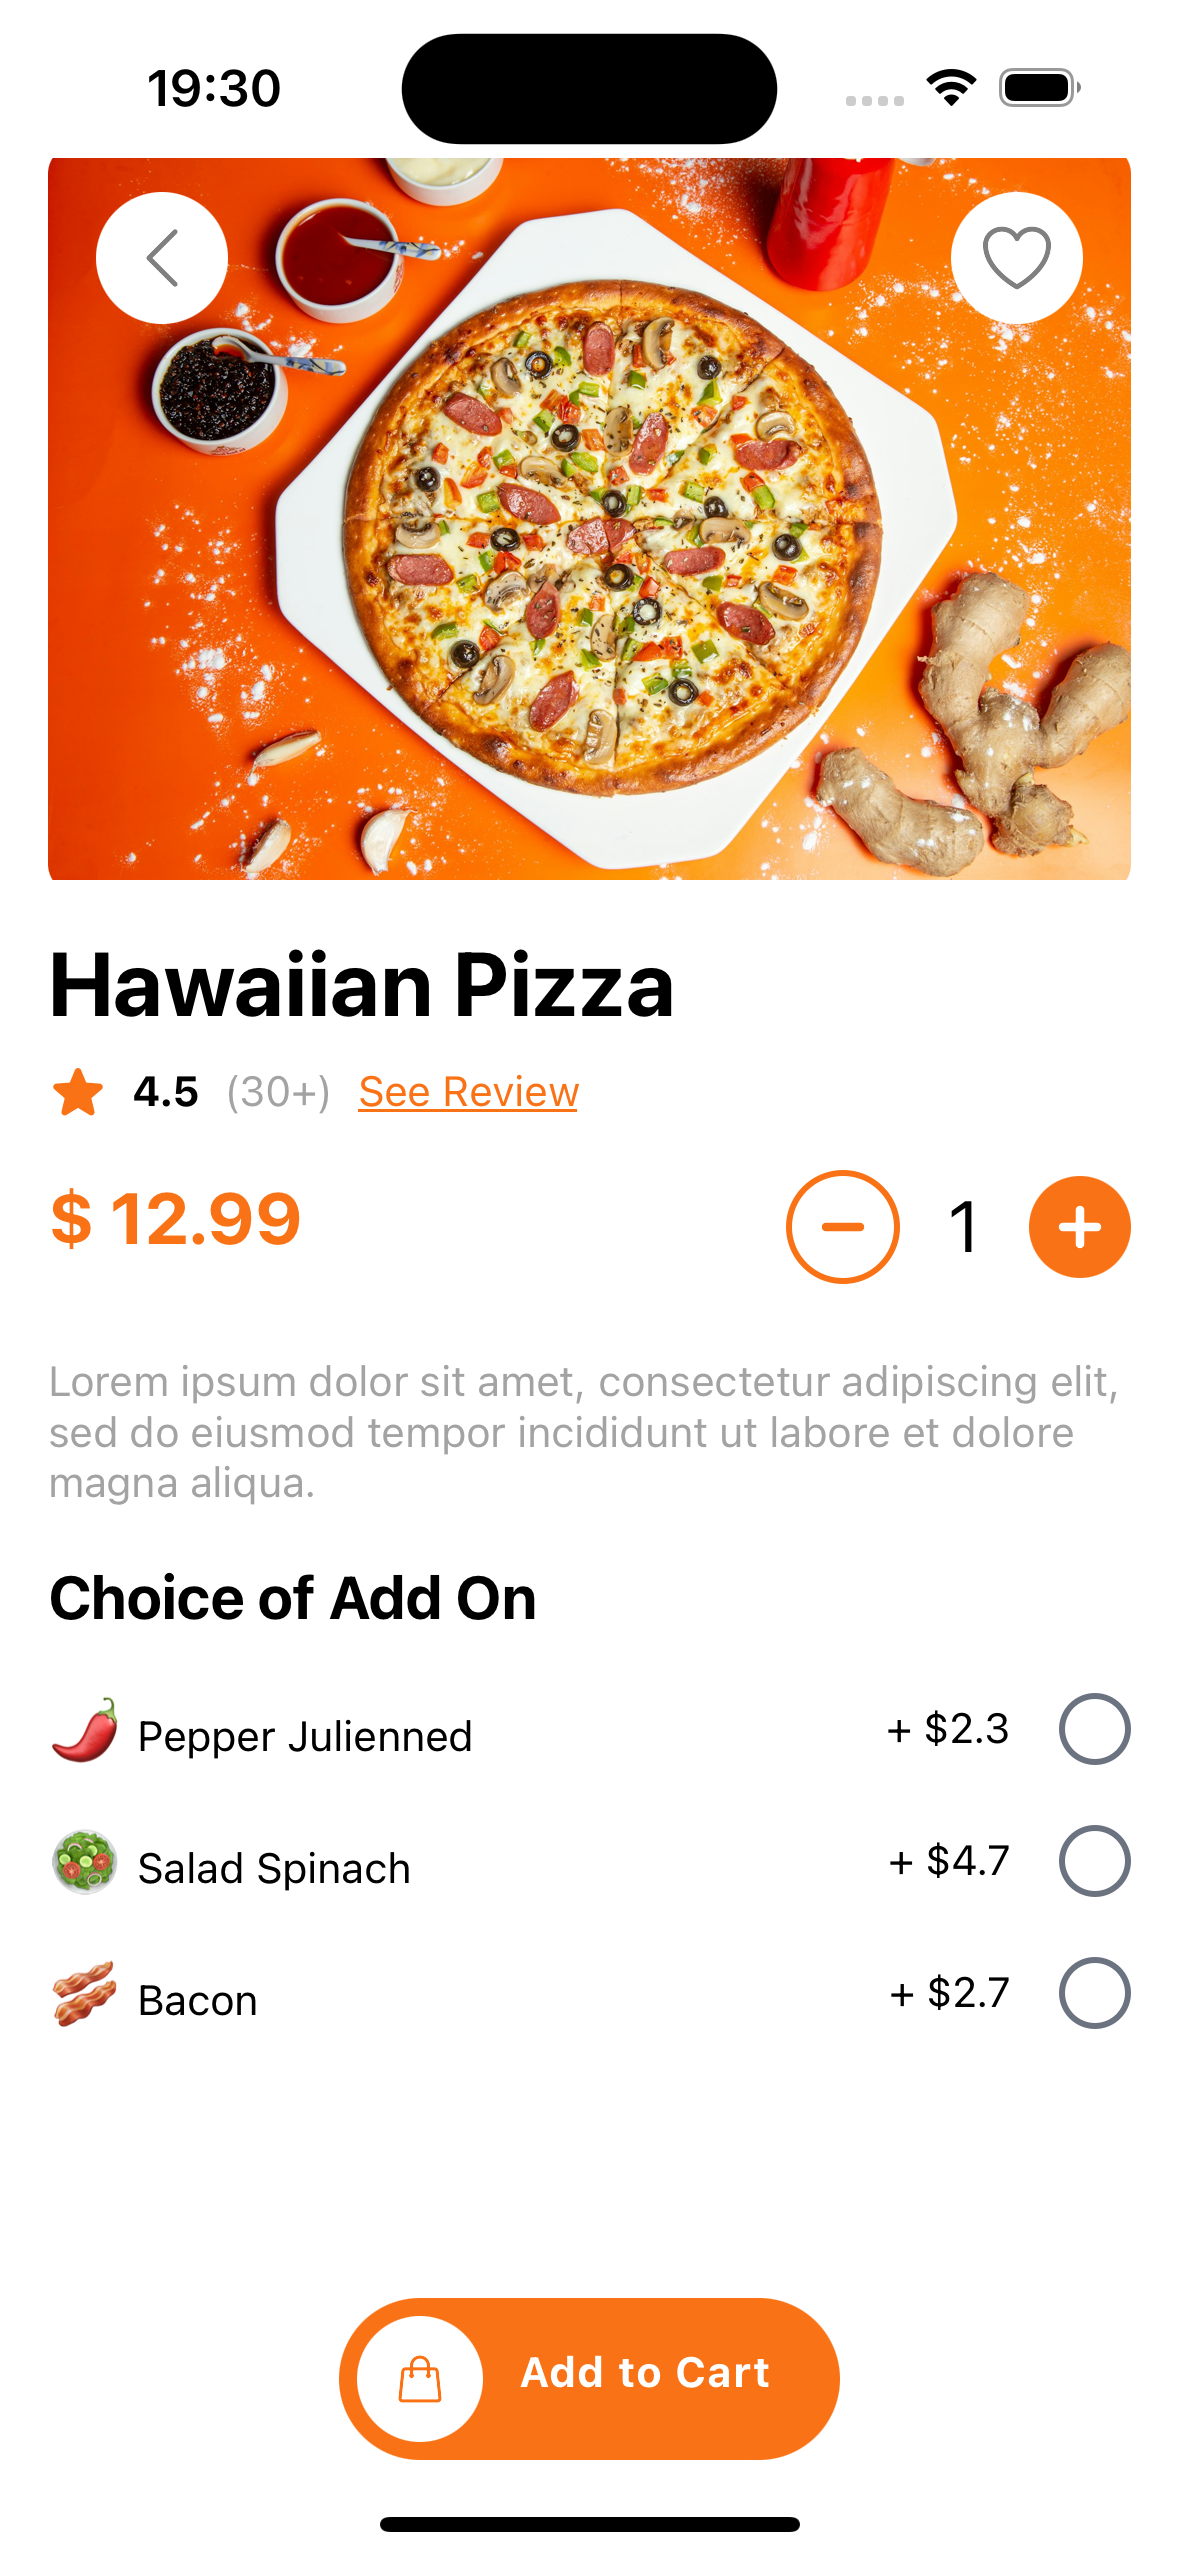 19:30
Hawaiian Pizza
4.5 (30+) See Review
$ 12.99
1
Lorem ipsum dolor sit amet, consectetur adipiscing elit,
sed do eiusmod tempor incididunt ut labore et dolore
magna aliqua.
Choice of Add On
Pepper Julienned + $2.3
Salad Spinach + $4.7
Bacon + $2.7
Add to Cart